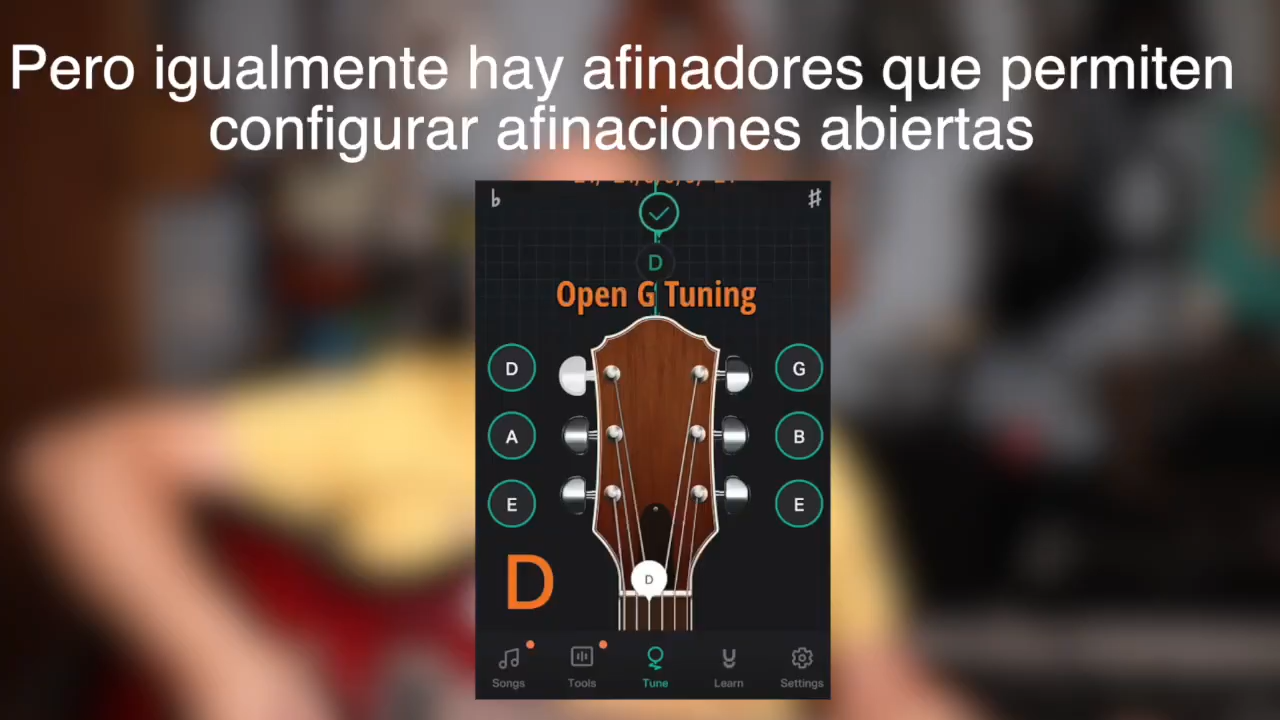 Pero igualmente hay afinadores que permiten
configurar afinaciones abiertas
♭ ♯
D
Open G Tuning
D G
A B
E E
D
D
Songs Tools Tune Learn Settings